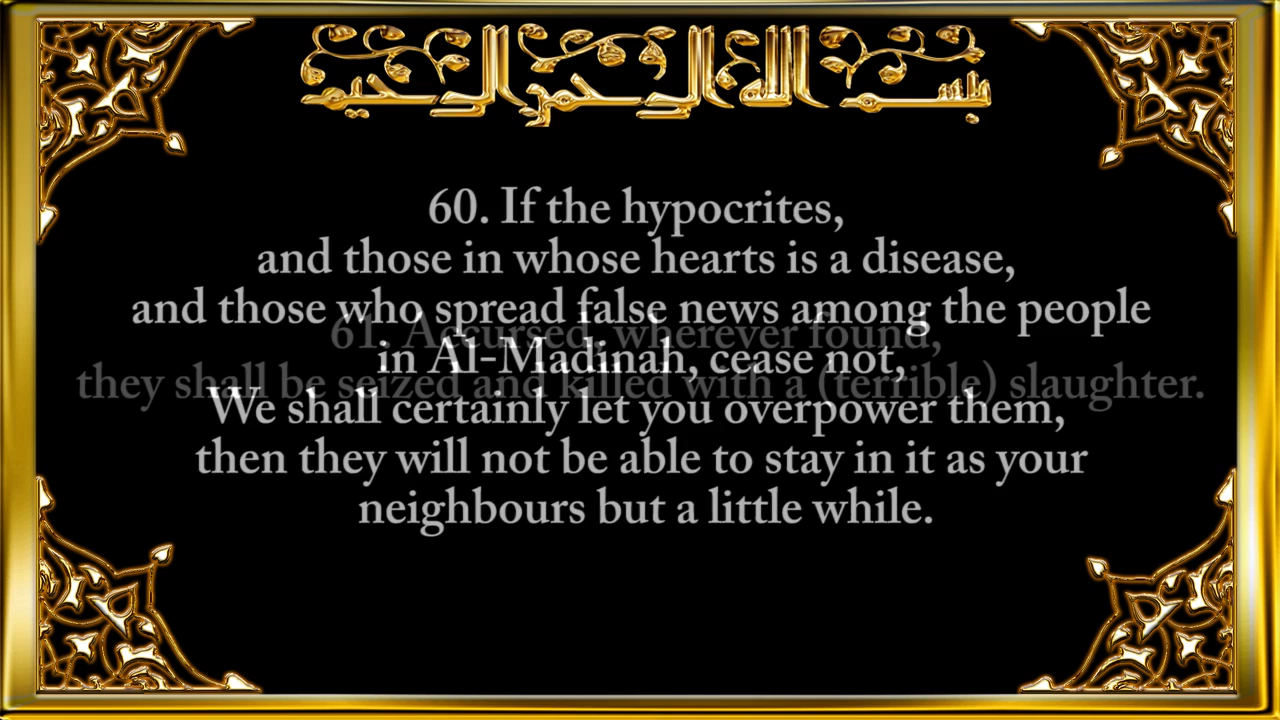 بسم الله الرحمن الرحيم
60. If the hypocrites,
and those in whose hearts is a disease,
and those who spread false news among the people
in Al-Madinah, cease not,
We shall certainly let you overpower them,
then they will not be able to stay in it as your
neighbours but a little while.
61. Accursed, wherever found,
they shall be seized and killed with a (terrible) slaughter.